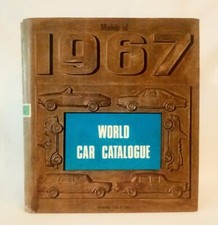 Models of
1967
WORLD
CAR CATALOGUE